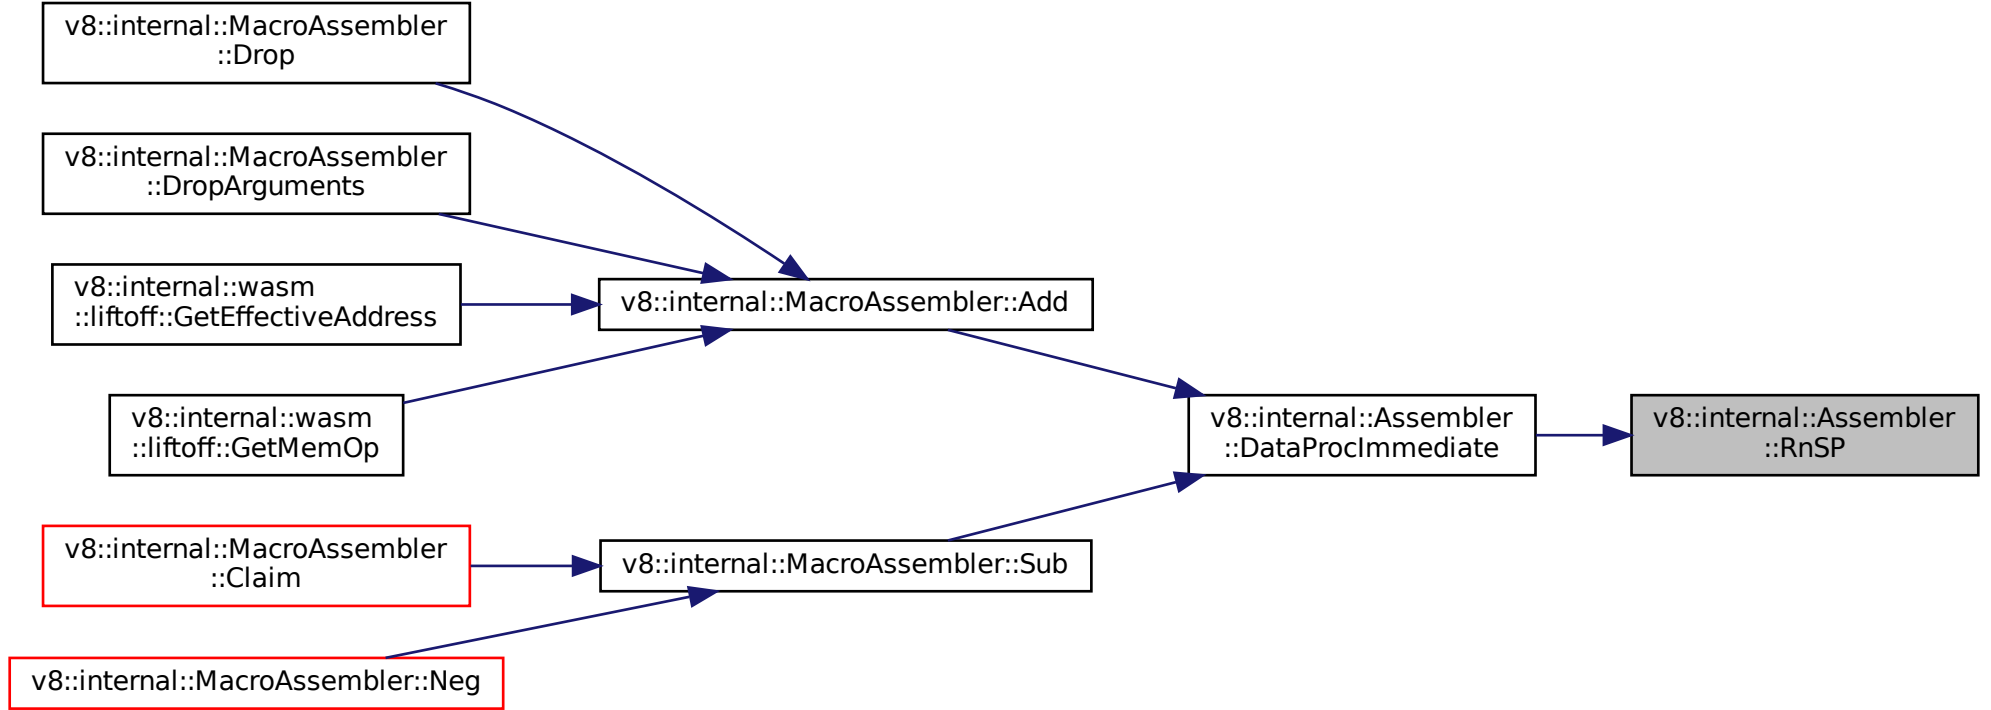 v8::internal::MacroAssembler
::Drop
v8::internal::MacroAssembler
::DropArguments
v8::internal::wasm
::liftoff::GetEffectiveAddress
v8::internal::MacroAssembler::Add
v8::internal::wasm
::liftoff::GetMemOp
v8::internal::Assembler
::DataProcImmediate
v8::internal::Assembler
::RnSP
v8::internal::MacroAssembler
::Claim
v8::internal::MacroAssembler::Sub
v8::internal::MacroAssembler::Neg